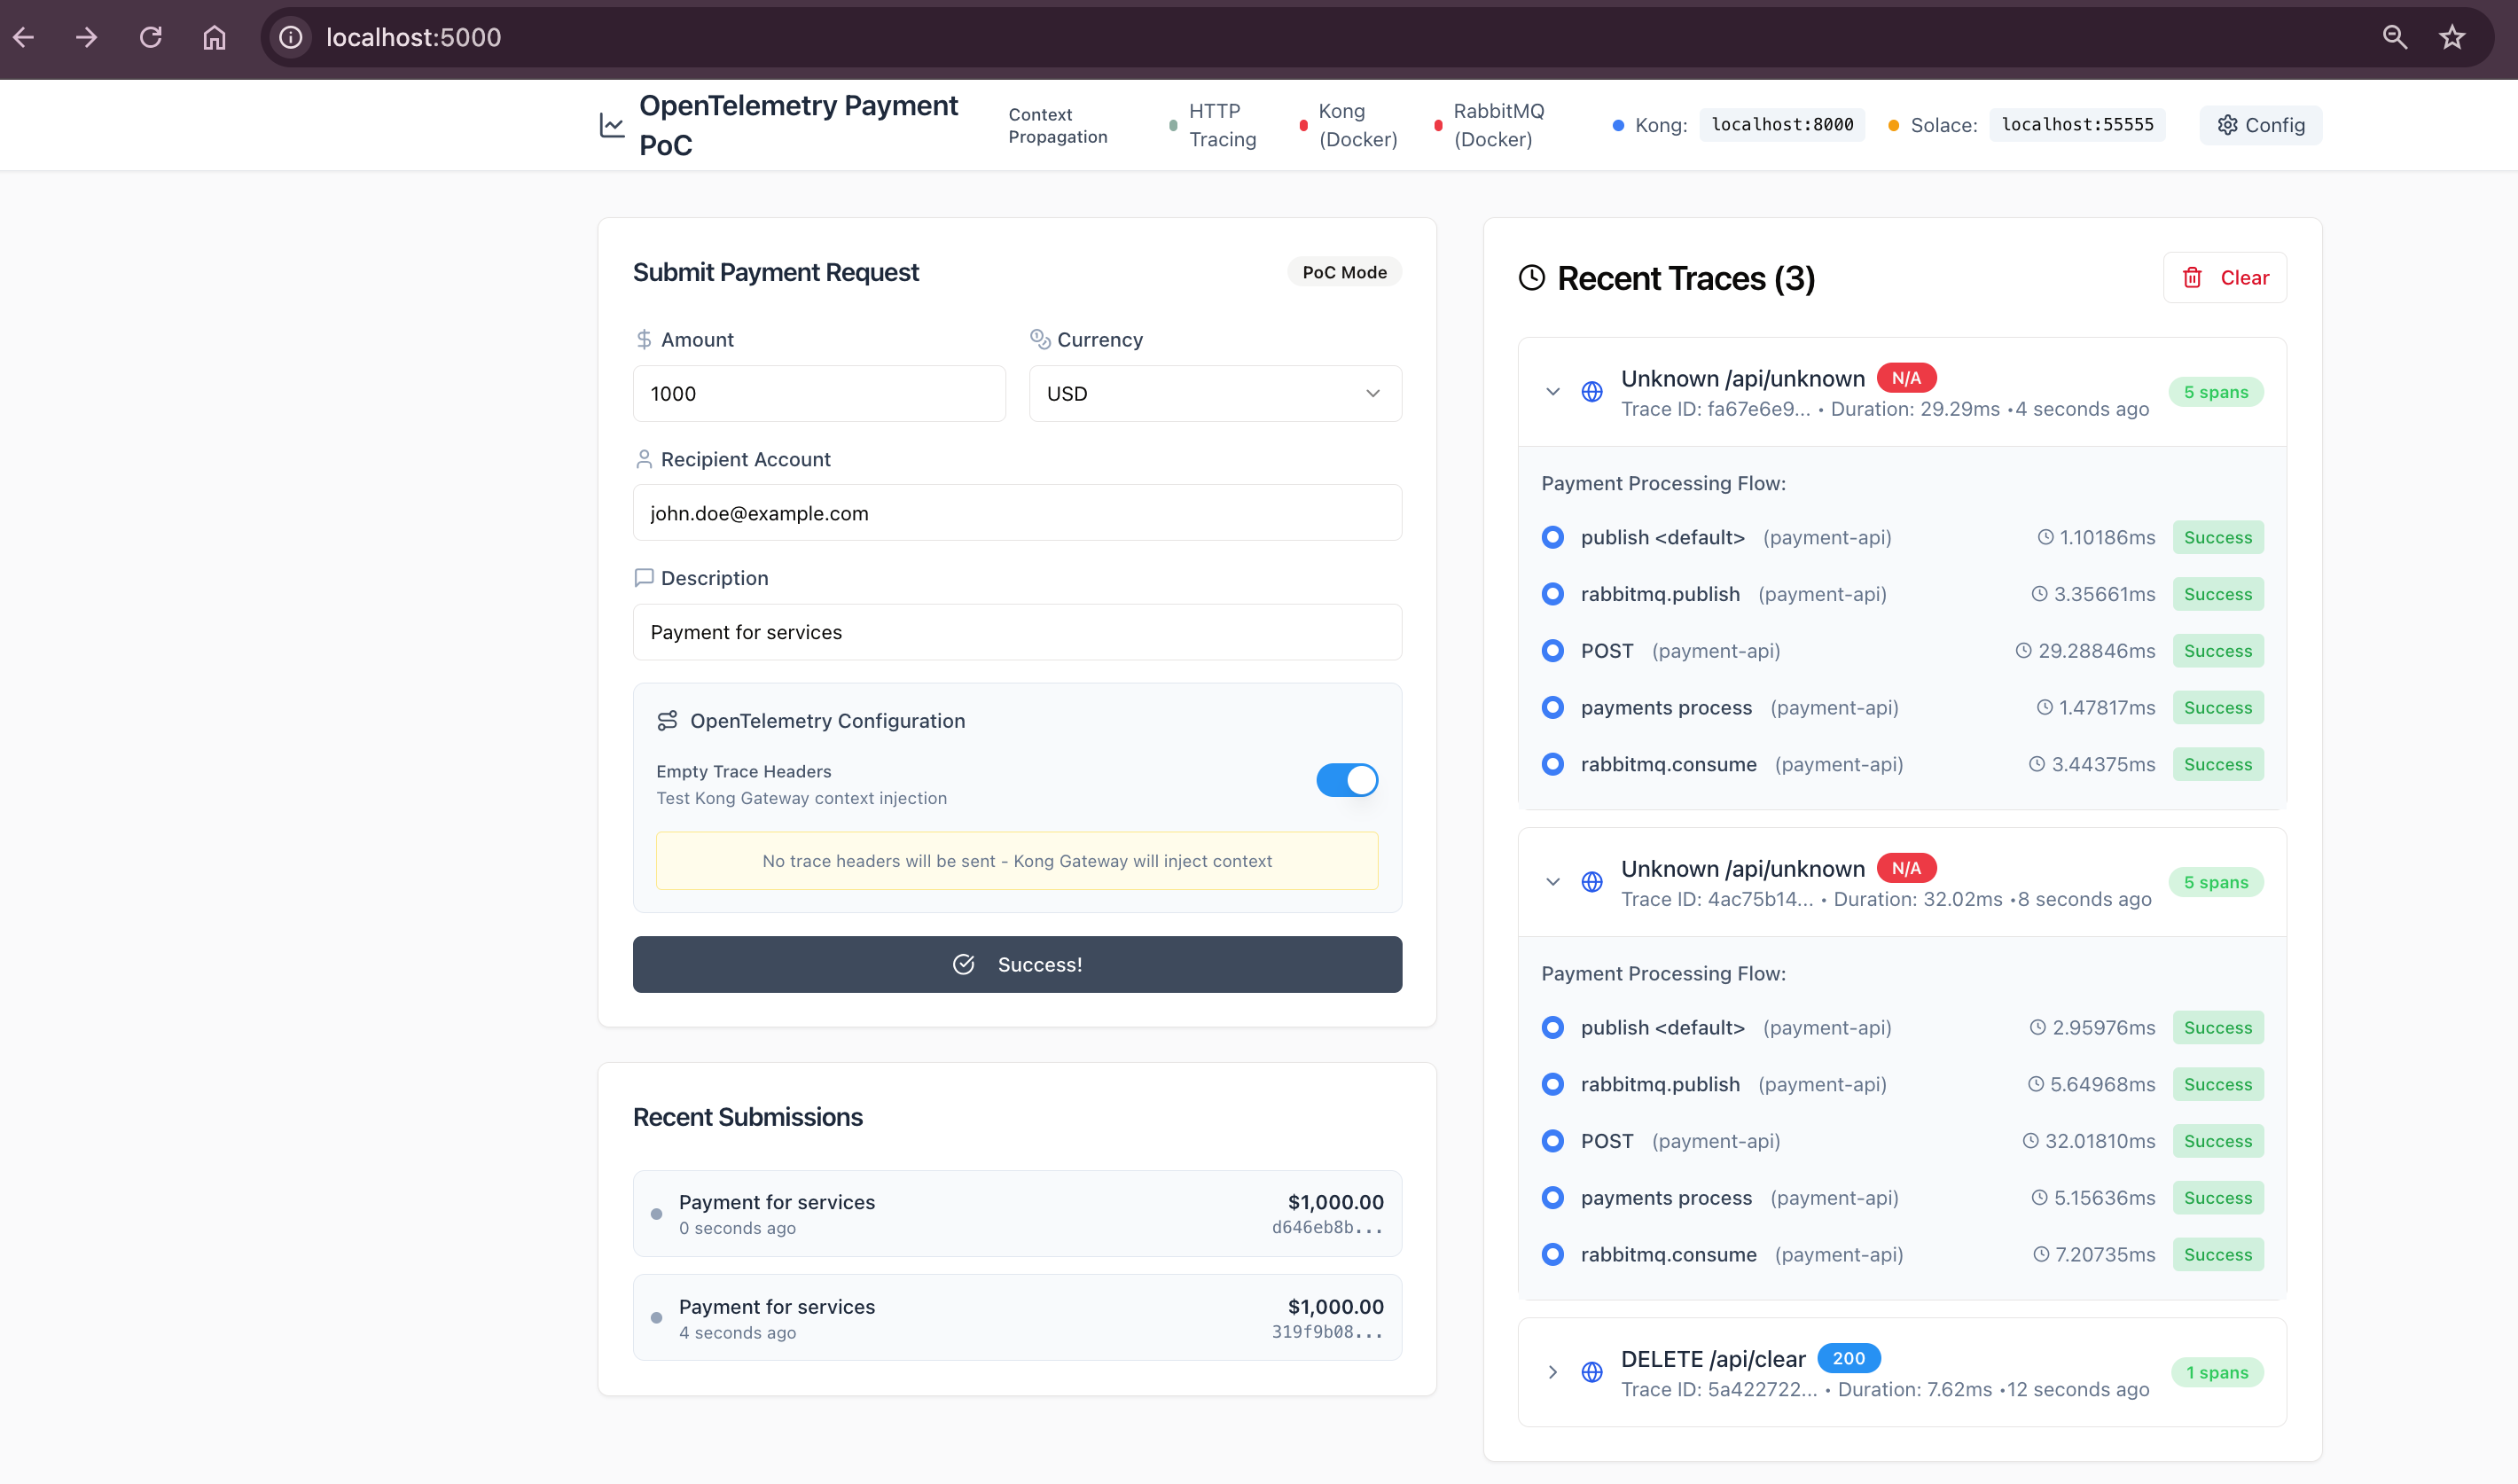 localhost:5000
OpenTelemetry Payment
PoC
Context
Propagation
HTTP
Tracing
Kong
(Docker)
RabbitMQ
(Docker)
Kong: localhost:8000
Solace: localhost:55555
Config
Submit Payment Request
PoC Mode
Amount
Currency
1000
USD
Recipient Account
john.doe@example.com
Description
Payment for services
OpenTelemetry Configuration
Empty Trace Headers
Test Kong Gateway context injection
No trace headers will be sent - Kong Gateway will inject context
Success!
Recent Submissions
Payment for services $1,000.00
0 seconds ago d646eb8b...
Payment for services $1,000.00
4 seconds ago 319f9b08...
Recent Traces (3)
Clear
Unknown /api/unknown N/A
Trace ID: fa67e6e9... • Duration: 29.29ms •4 seconds ago
5 spans
Payment Processing Flow:
publish <default> (payment-api) 1.10186ms Success
rabbitmq.publish (payment-api) 3.35661ms Success
POST (payment-api) 29.28846ms Success
payments process (payment-api) 1.47817ms Success
rabbitmq.consume (payment-api) 3.44375ms Success
Unknown /api/unknown N/A
Trace ID: 4ac75b14... • Duration: 32.02ms •8 seconds ago
5 spans
Payment Processing Flow:
publish <default> (payment-api) 2.95976ms Success
rabbitmq.publish (payment-api) 5.64968ms Success
POST (payment-api) 32.01810ms Success
payments process (payment-api) 5.15636ms Success
rabbitmq.consume (payment-api) 7.20735ms Success
DELETE /api/clear 200
Trace ID: 5a422722... • Duration: 7.62ms •12 seconds ago
1 spans